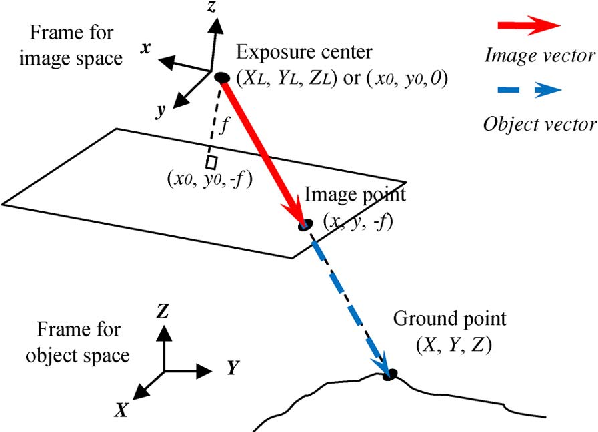 z
Frame for
image space
x
y
Exposure center
(XL, YL, ZL) or (x0, y0, 0)
Image vector
Object vector
f
(x0, y0, -f)
Image point
(x, y, -f)
Frame for
object space
Z
Y
X
Ground point
(X, Y, Z)